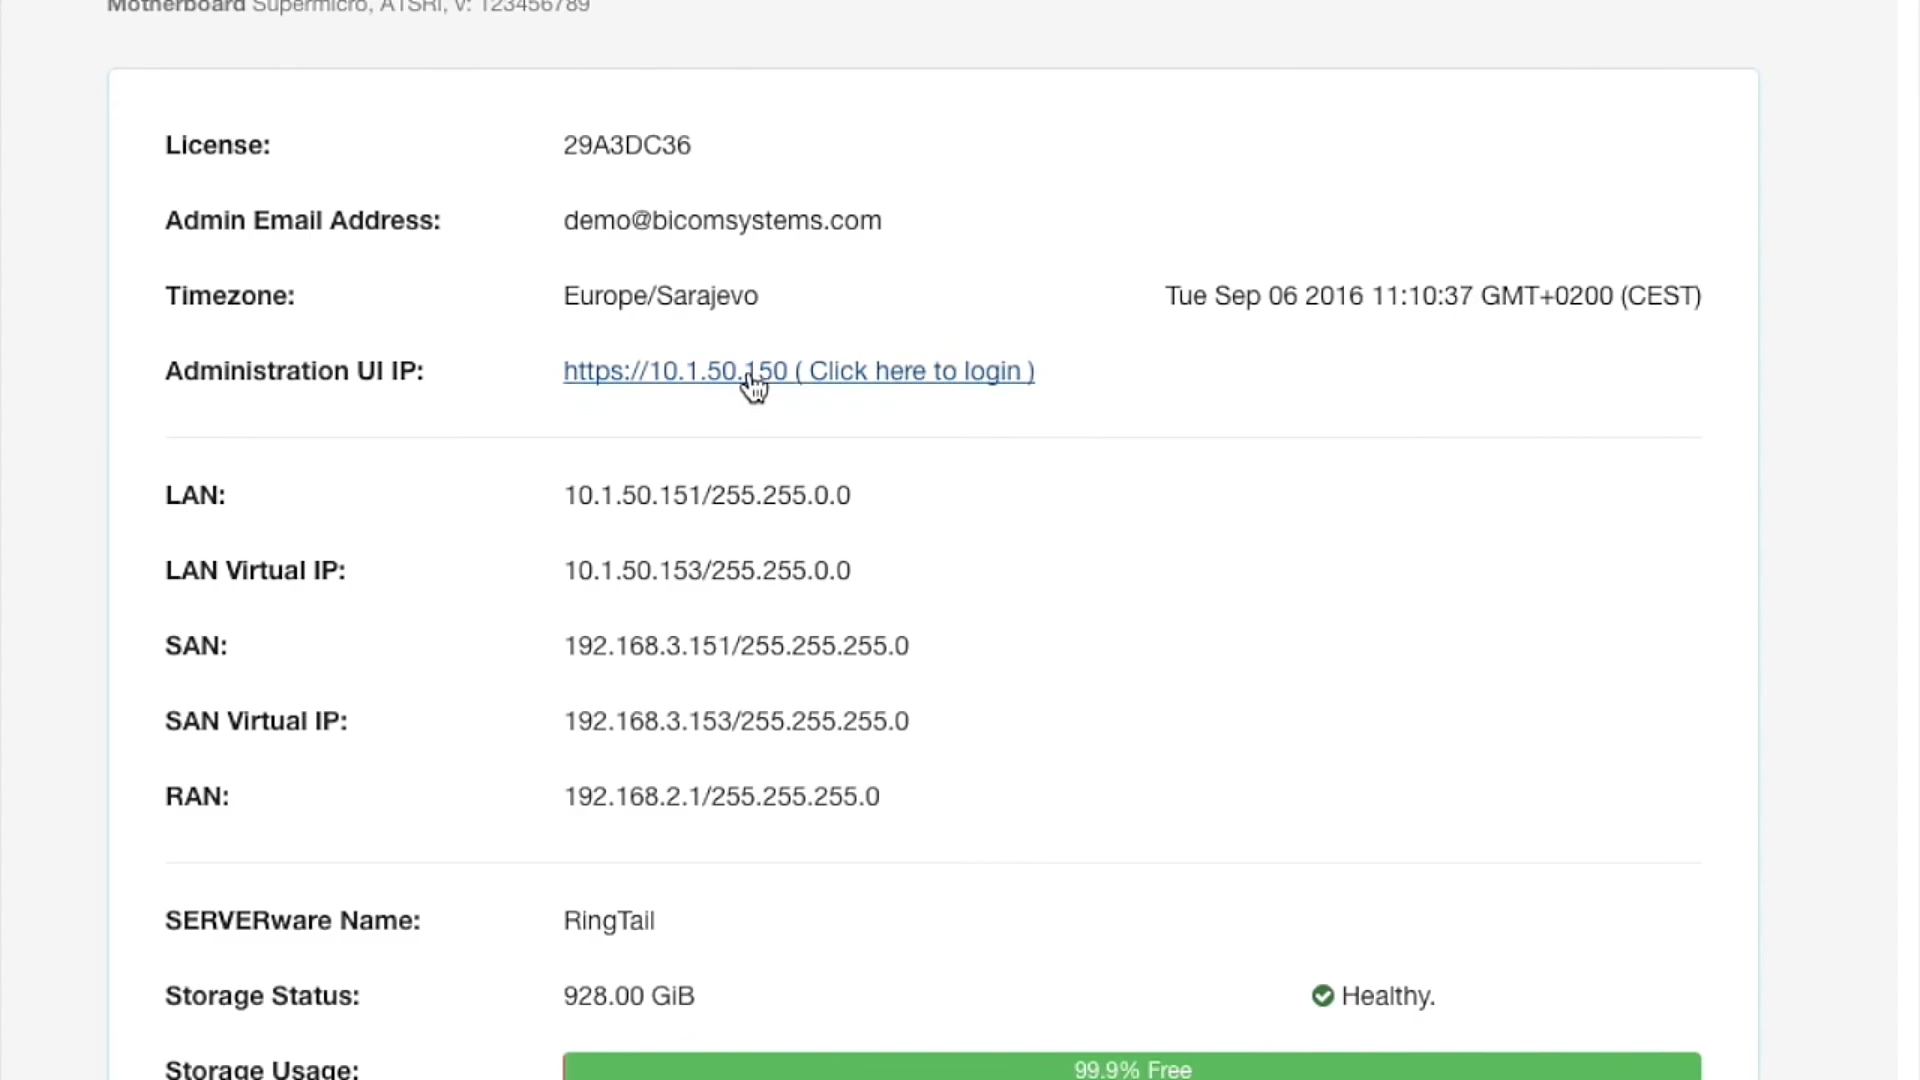 Motherboard Supermicro, A1SRi, v: 123456789
License: 29A3DC36
Admin Email Address: demo@bicomsystems.com
Timezone: Europe/Sarajevo Tue Sep 06 2016 11:10:37 GMT+0200 (CEST)
Administration UI IP: https://10.1.50.150 ( Click here to login )
LAN: 10.1.50.151/255.255.0.0
LAN Virtual IP: 10.1.50.153/255.255.0.0
SAN: 192.168.3.151/255.255.255.0
SAN Virtual IP: 192.168.3.153/255.255.255.0
RAN: 192.168.2.1/255.255.255.0
SERVERware Name: RingTail
Storage Status: 928.00 GiB Healthy.
Storage Usage: 99.9% Free